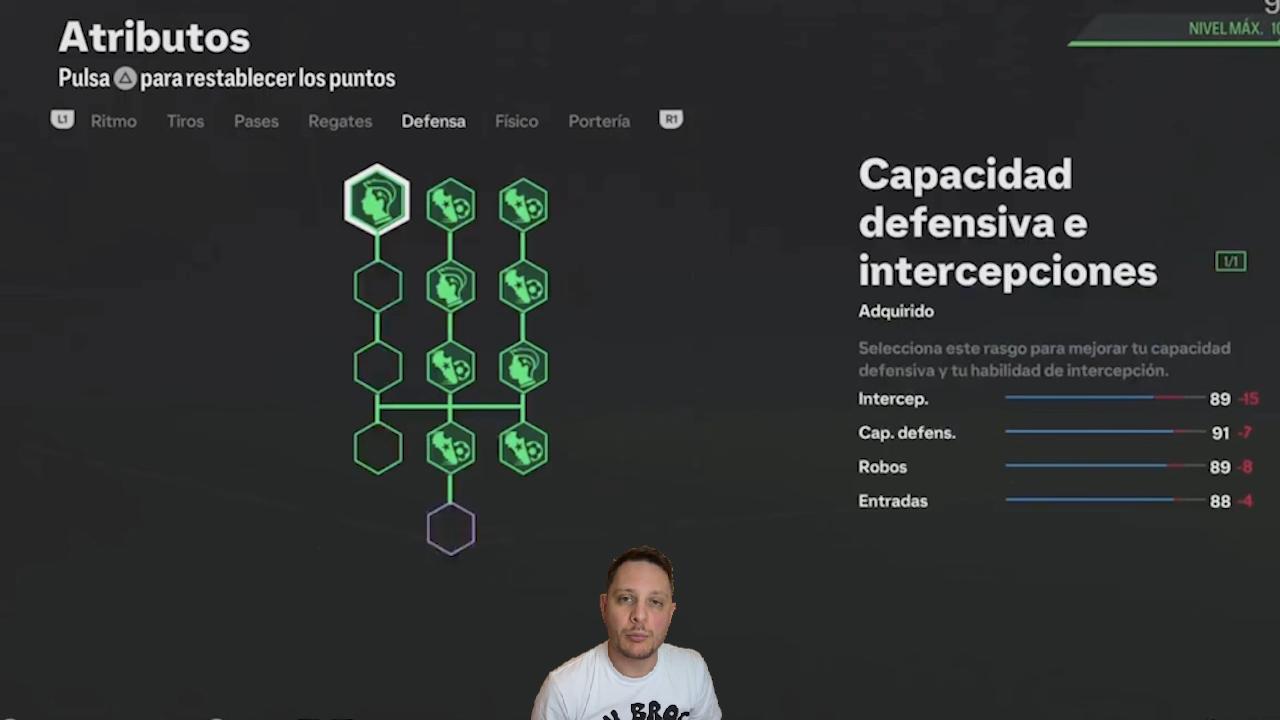 9
Atributos
NIVEL MÁX. 10
Pulsa para restablecer los puntos
L1 Ritmo Tiros Pases Regates Defensa Físico Portería R1
Capacidad
defensiva e
intercepciones
1/1
Adquirido
Selecciona este rasgo para mejorar tu capacidad
defensiva y tu habilidad de intercepción.
Intercep. 89 -15
Cap. defens. 91 -7
Robos 89 -8
Entradas 88 -4